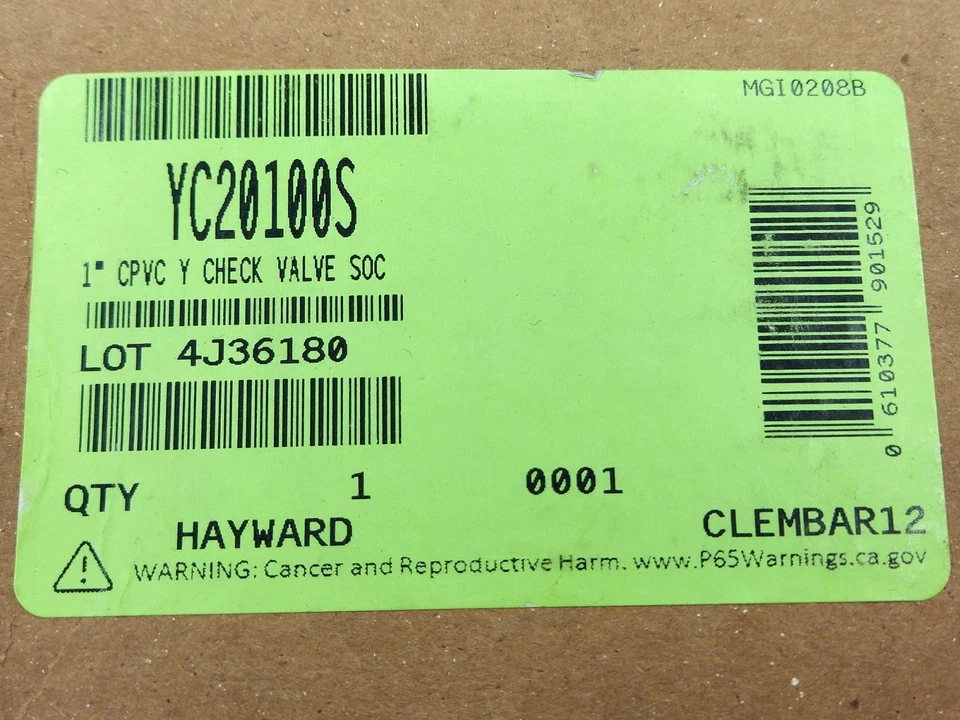 MGI0208B
YC20100S
1" CPVC Y CHECK VALVE SOC
LOT 4J36180
0 610377 901529
QTY 1 0001
HAYWARD CLEMBAR12
WARNING: Cancer and Reproductive Harm. www.P65Warnings.ca.gov